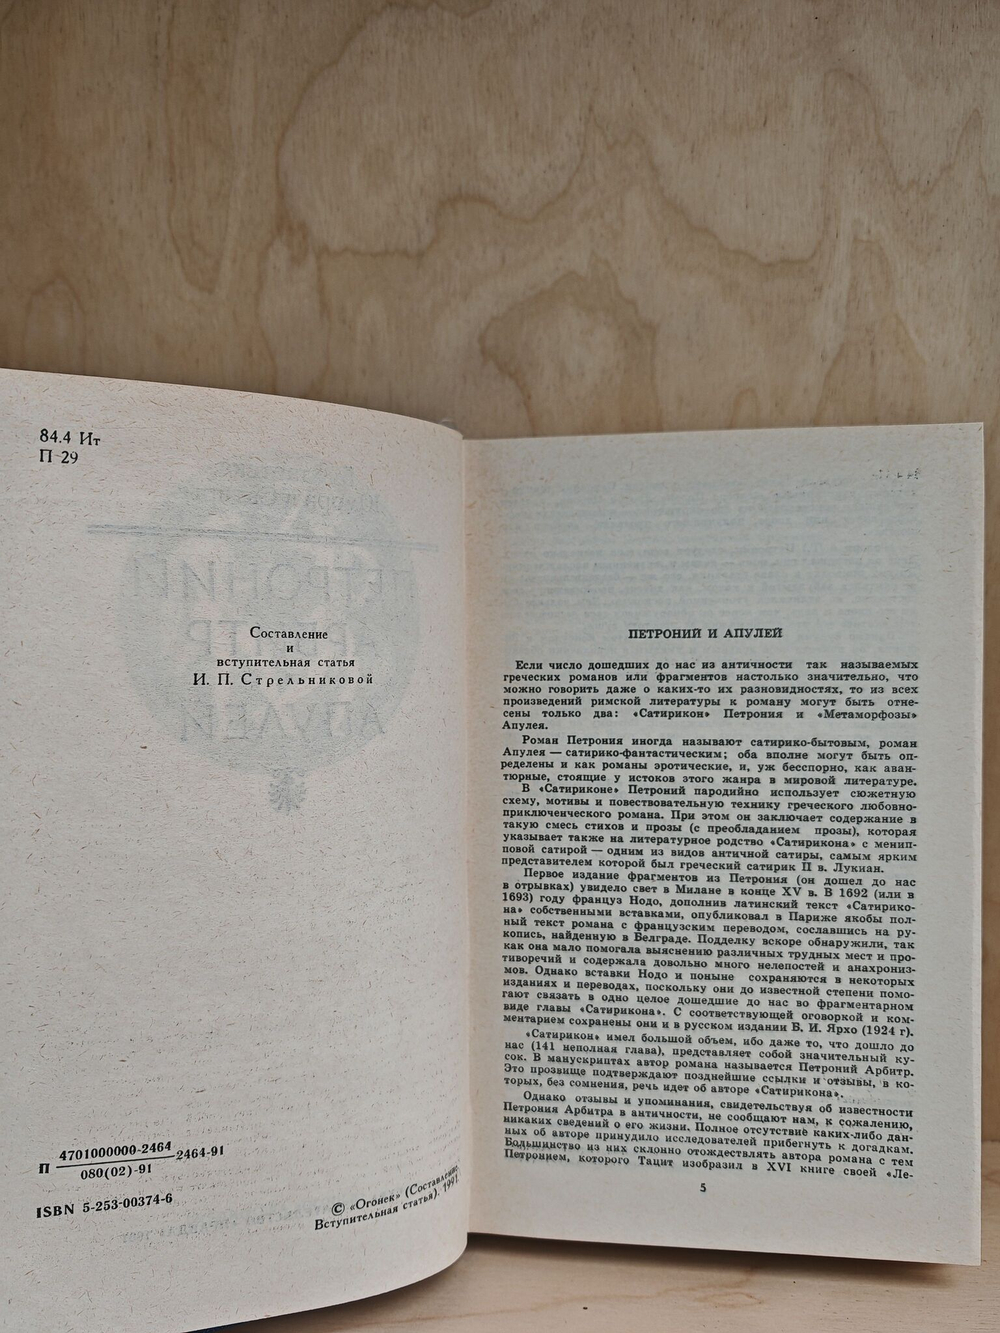 84.4 Ит
П 29
Составление
и
вступительная статья
И. П. Стрельниковой
П 4701000000-2464 2464-91
080(02)-91
ISBN 5-253-00374-6
© «Огонек» (Составление.
Вступительная статья). 1991.
ПЕТРОНИЙ И АПУЛЕЙ
Если число дошедших до нас из античности так называемых
греческих романов или фрагментов настолько значительно, что
можно говорить даже о каких-то их разновидностях, то из всех
произведений римской литературы к роману могут быть отне-
сены только два: «Сатирикон» Петрония и «Метаморфозы»
Апулея.
Роман Петрония иногда называют сатирико-бытовым, роман
Апулея — сатирико-фантастическим; оба вполне могут быть оп-
ределены и как романы эротические, и, уж бесспорно, как аван-
тюрные, стоящие у истоков этого жанра в мировой литературе.
В «Сатириконе» Петроний пародийно использует сюжетную
схему, мотивы и повествовательную технику греческого любовно-
приключенческого романа. При этом он заключает содержание в
такую смесь стихов и прозы (с преобладанием прозы), которая
указывает также на литературное родство «Сатирикона» с менип-
повой сатирой — одним из видов античной сатиры, самым ярким
представителем которой был греческий сатирик II в. Лукиан.
Первое издание фрагментов из Петрония (он дошел до нас
в отрывках) увидело свет в Милане в конце XV в. В 1692 (или в
1693) году француз Нодо, дополнив латинский текст «Сатирико-
на» собственными вставками, опубликовал в Париже якобы пол-
ный текст романа с французским переводом, сославшись на ру-
копись, найденную в Белграде. Подделку вскоре обнаружили, так
как она мало помогала выяснению различных трудных мест и про-
тиворечий и содержала довольно много нелепостей и анахрониз-
мов. Однако вставки Нодо и поныне сохраняются в некоторых
изданиях и переводах, поскольку они до известной степени помо-
гают связать в одно целое дошедшие до нас во фрагментарном
виде главы «Сатирикона». С соответствующей оговоркой и ком-
ментарием сохранены они и в русском издании Б. И. Ярхо (1924 г).
«Сатирикон» имел большой объем, ибо даже то, что дошло до
нас (141 неполная глава), представляет собой значительный ку-
сок. В манускриптах автор романа называется Петроний Арбитр.
Это прозвище подтверждают позднейшие ссылки и отзывы, в ко-
торых, без сомнения, речь идет об авторе «Сатирикона».
Однако отзывы и упоминания, свидетельствуя об известности
Петрония Арбитра в античности, не сообщают нам, к сожалению,
никаких сведений о его жизни. Полное отсутствие каких-либо дан-
ных об авторе принудило исследователей прибегнуть к догадкам.
Большинство из них склонно отождествлять автора романа с тем
Петронием, которого Тацит изобразил в XVI книге своей «Ле-
5